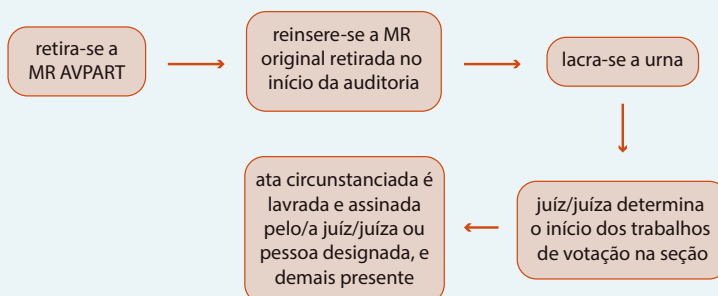 retira-se a
MR AVPART
reinsere-se a MR
original retirada no
início da auditoria
lacra-se a urna
juíz/juíza determina
o início dos trabalhos
de votação na seção
ata circunstanciada é
lavrada e assinada
pelo/a juíz/juíza ou
pessoa designada, e
demais presente